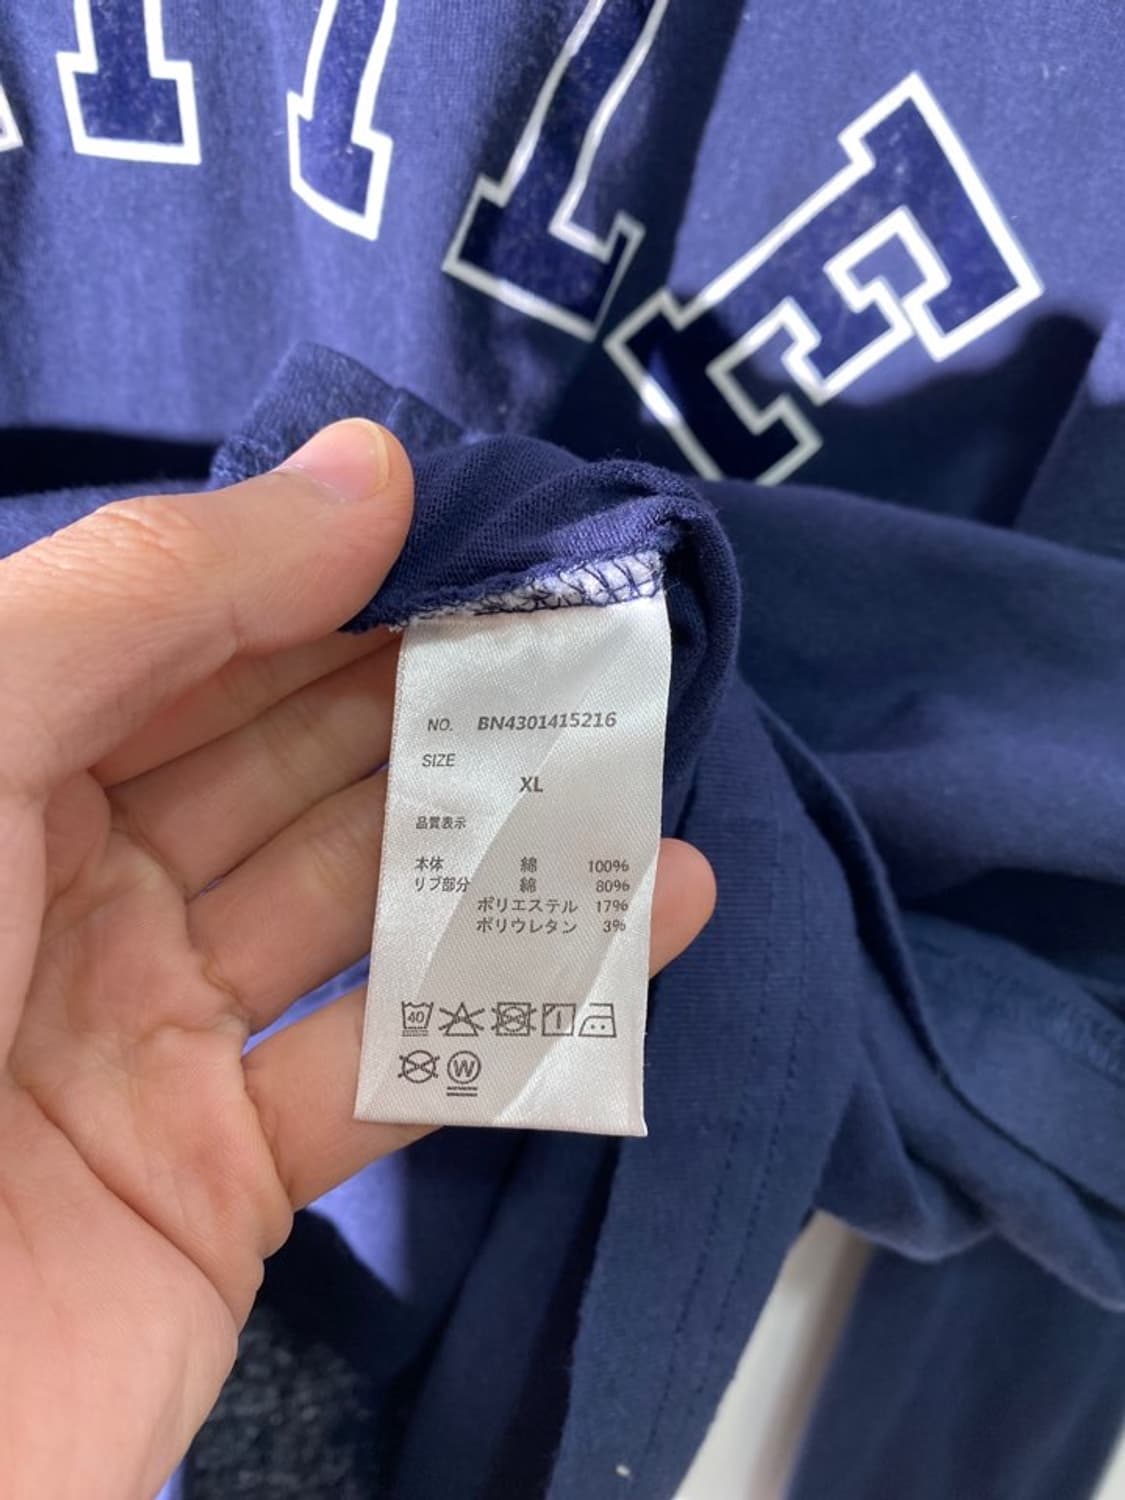 NO. BN4301415216
SIZE
XL
品質表示
本体 綿 100%
リブ部分 綿 80%
ポリエステル 17%
ポリウレタン 3%
40
W